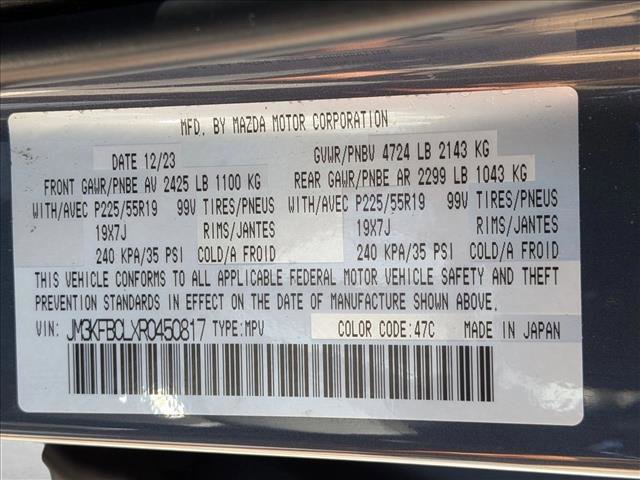 MFD. BY MAZDA MOTOR CORPORATION
DATE 12/23 GVWR/PNBV 4724 LB 2143 KG
FRONT GAWR/PNBE AV 2425 LB 1100 KG REAR GAWR/PNBE AR 2299 LB 1043 KG
WITH/AVEC P225/55R19 99V TIRES/PNEUS WITH/AVEC P225/55R19 99V TIRES/PNEUS
19X7J RIMS/JANTES 19X7J RIMS/JANTES
240 KPA/35 PSI COLD/A FROID 240 KPA/35 PSI COLD/A FROID
THIS VEHICLE CONFORMS TO ALL APPLICABLE FEDERAL MOTOR VEHICLE SAFETY AND THEFT
PREVENTION STANDARDS IN EFFECT ON THE DATE OF MANUFACTURE SHOWN ABOVE.
VIN: JM3KFBCLXR0450817 TYPE:MPV COLOR CODE:47C MADE IN JAPAN